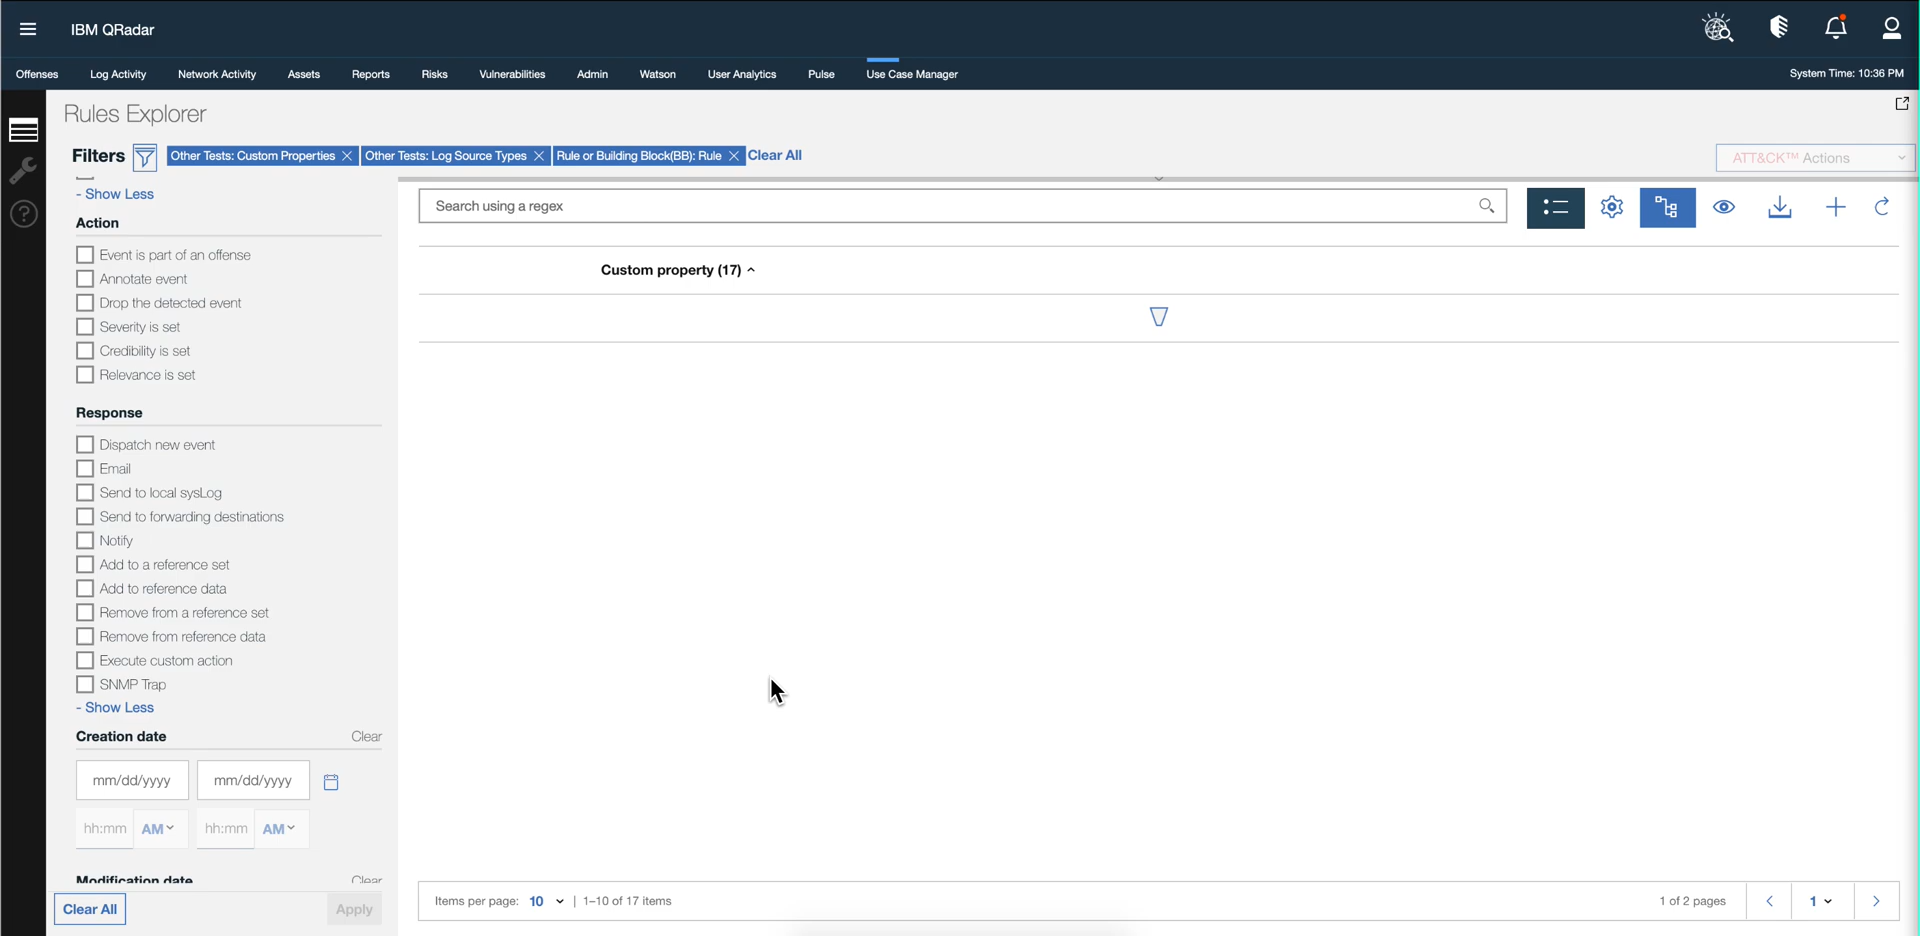 IBM QRadar
Offenses Log Activity Network Activity Assets Reports Risks Vulnerabilities Admin Watson User Analytics Pulse Use Case Manager System Time: 10:36 PM
Rules Explorer
Filters Other Tests: Custom Properties Other Tests: Log Source Types Rule or Building Block(BB): Rule Clear All ATT&CK™ Actions
- Show Less
Action
Event is part of an offense
Annotate event
Drop the detected event
Severity is set
Credibility is set
Relevance is set
Response
Dispatch new event
Email
Send to local sysLog
Send to forwarding destinations
Notify
Add to a reference set
Add to reference data
Remove from a reference set
Remove from reference data
Execute custom action
SNMP Trap
- Show Less
Creation date Clear
mm/dd/yyyy mm/dd/yyyy
hh:mm AM hh:mm AM
Modification date Clear
Clear All Apply
Search using a regex
Custom property (17)
Items per page: 10 | 1-10 of 17 items 1 of 2 pages 1